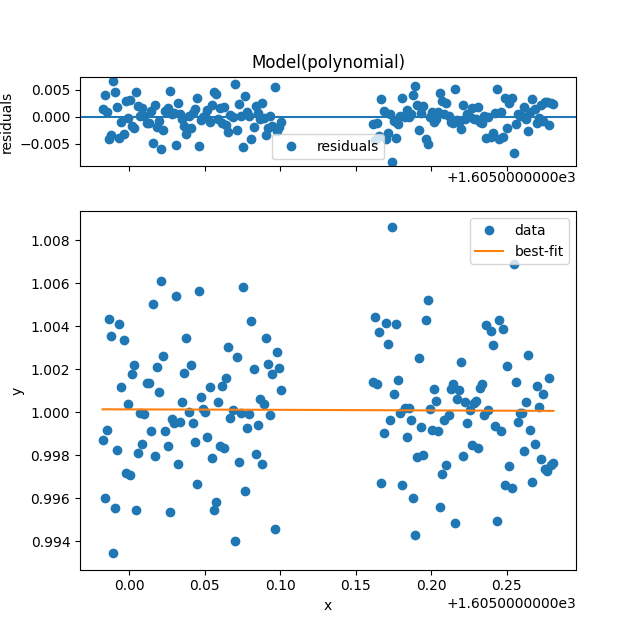 Model(polynomial)
residuals
0.005
0.000
−0.005
residuals
+1.6050000000e3
y
1.008
1.006
1.004
1.002
1.000
0.998
0.996
0.994
data
best-fit
0.00 0.05 0.10 0.15 0.20 0.25
x
+1.6050000000e3